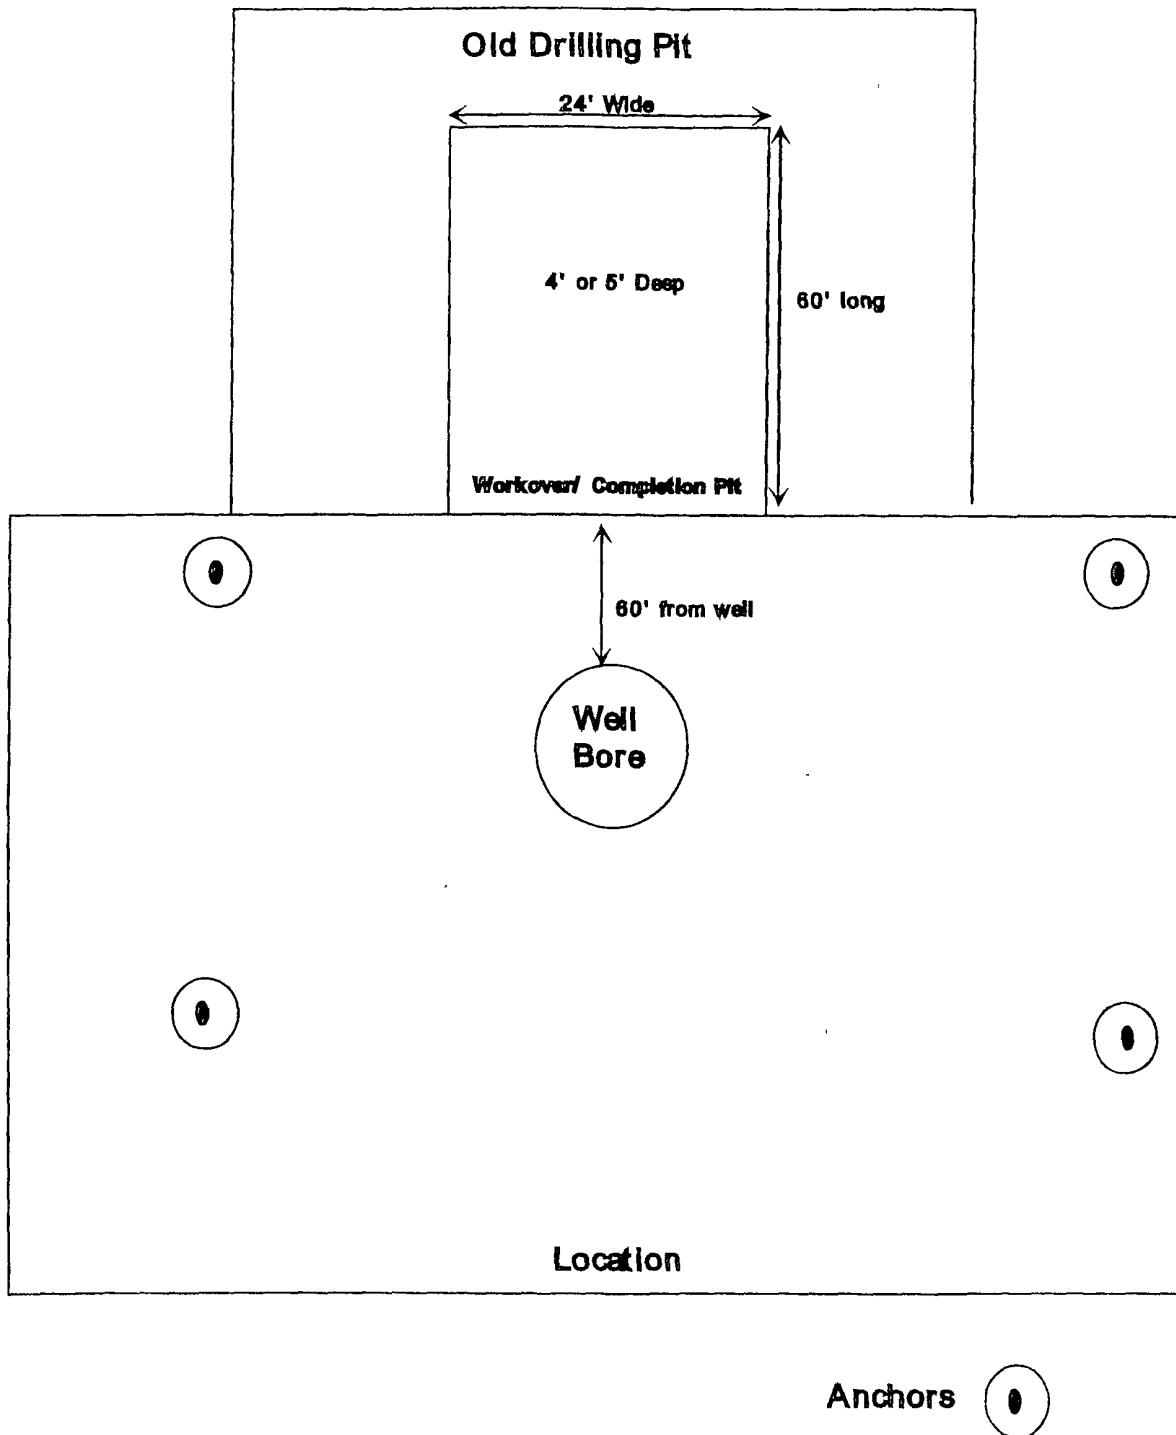 Old Drilling Pit
24' Wide
4' or 5' Deep
60' long
Workover/ Completion Pit
60' from well
Well
Bore
Location
Anchors